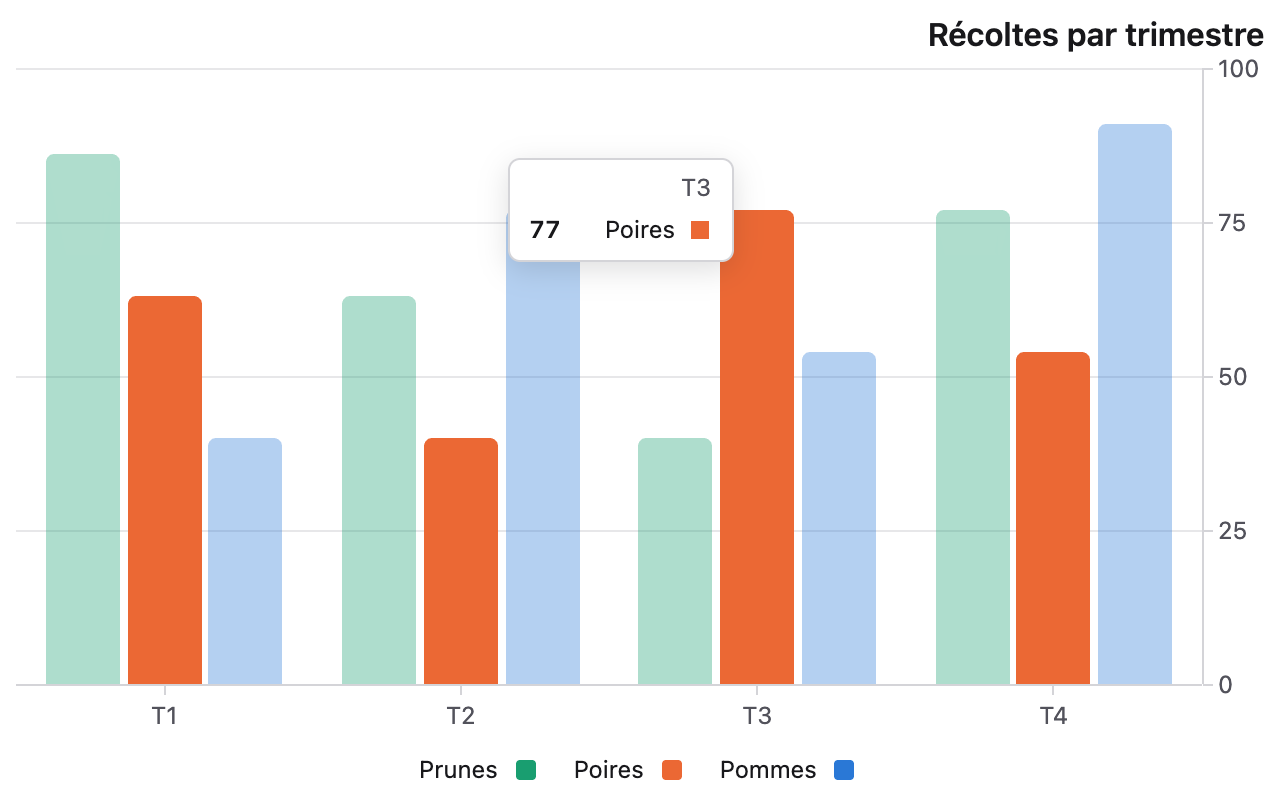 Récoltes par trimestre
100
75
50
25
0
T3
77 Poires
T1 T2 T3 T4
Prunes Poires Pommes